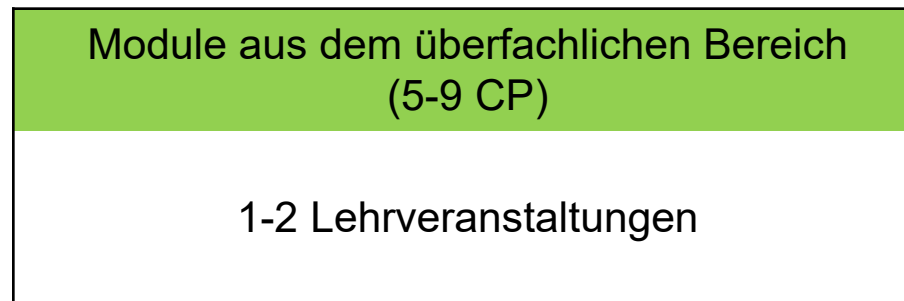 Module aus dem überfachlichen Bereich
(5-9 CP)
1-2 Lehrveranstaltungen